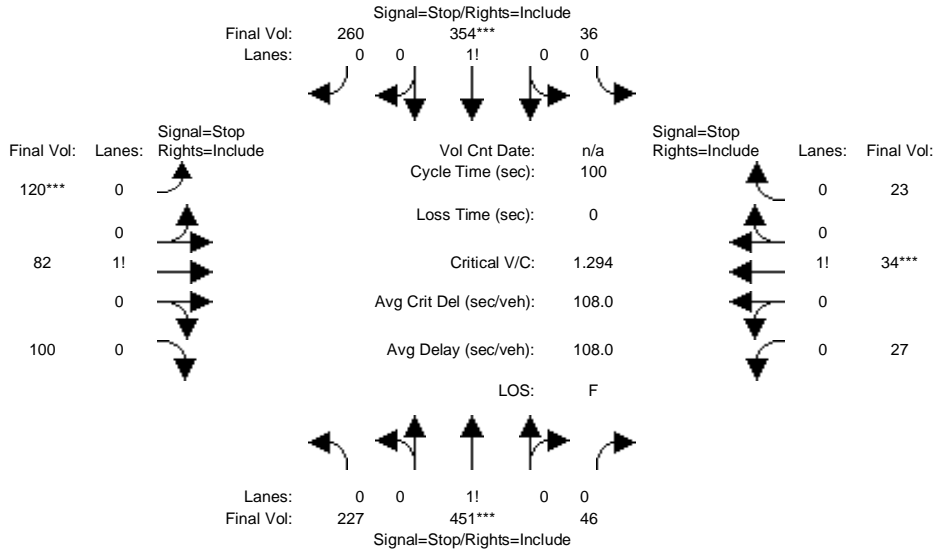 Signal=Stop/Rights=Include
Final Vol: 260 354*** 36
Lanes: 0 0 1! 0 0
Signal=Stop Signal=Stop
Final Vol: Lanes: Rights=Include Vol Cnt Date: n/a Rights=Include Lanes: Final Vol:
Cycle Time (sec): 100
120*** 0 0 23
Loss Time (sec): 0
0 0
82 1! Critical V/C: 1.294 1! 34***
0 Avg Crit Del (sec/veh): 108.0 0
100 0 Avg Delay (sec/veh): 108.0 0 27
LOS: F
Lanes: 0 0 1! 0 0
Final Vol: 227 451*** 46
Signal=Stop/Rights=Include